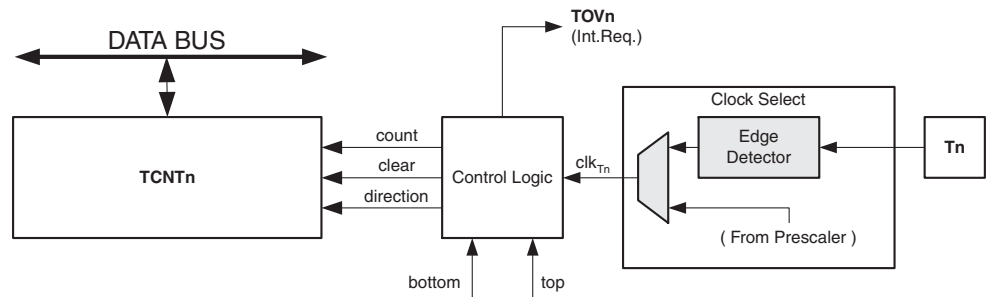 TOVn
(Int.Req.)
DATA BUS
Clock Select
count
Edge
Detector
Tn
TCNTn
clear
Control Logic
clkTn
direction
( From Prescaler )
bottom
top